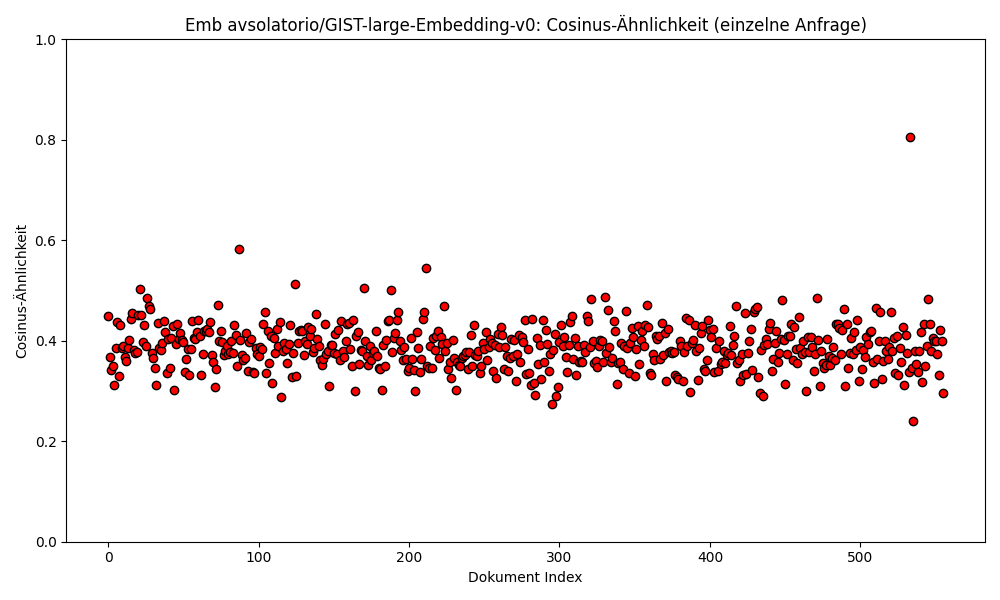 Emb avsolatorio/GIST-large-Embedding-v0: Cosinus-Ähnlichkeit (einzelne Anfrage)
1.0
0.8
0.6
0.4
0.2
0.0
Cosinus-Ähnlichkeit
0 100 200 300 400 500
Dokument Index